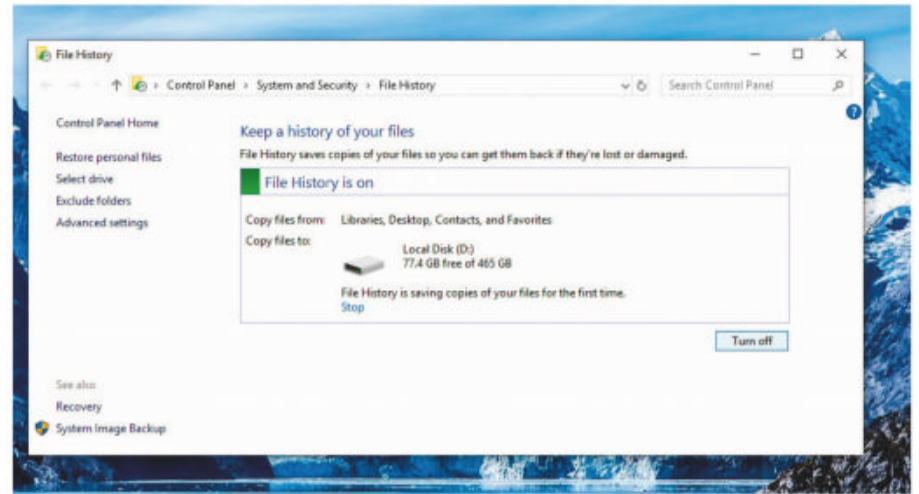 File History
Control Panel > System and Security > File History
Search Control Panel
Control Panel Home
Restore personal files
Select drive
Exclude folders
Advanced settings
Keep a history of your files
File History saves copies of your files so you can get them back if they're lost or damaged.
File History is on
Copy files from: Libraries, Desktop, Contacts, and Favorites
Copy files to:
Local Disk (D:)
77.4 GB free of 465 GB
File History is saving copies of your files for the first time.
Stop
Turn off
See also
Recovery
System Image Backup